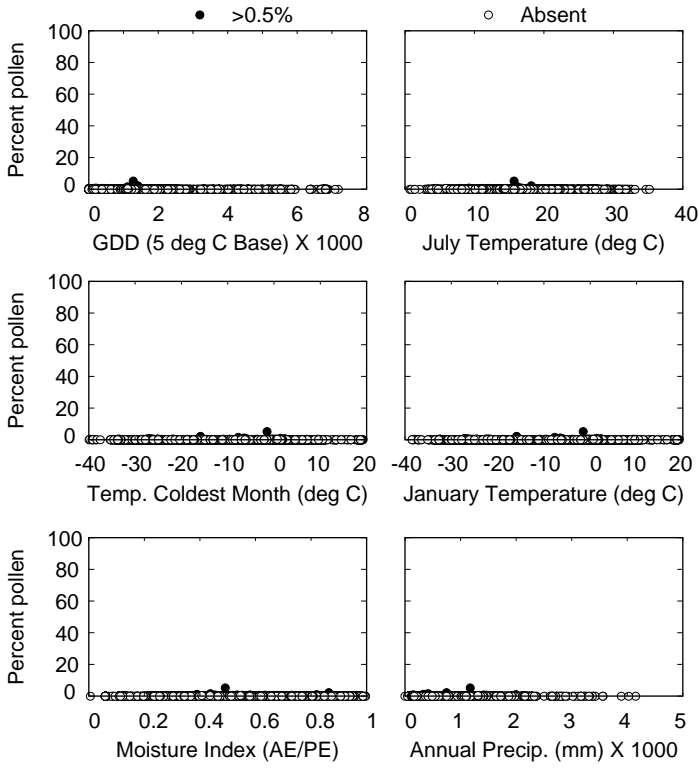 >0.5% Absent
100 80 60 40 20 0
Percent pollen
0 2 4 6 8
GDD (5 deg C Base) X 1000
0 10 20 30 40
July Temperature (deg C)
100 80 60 40 20 0
Percent pollen
-40 -30 -20 -10 0 10 20
Temp. Coldest Month (deg C)
-40 -30 -20 -10 0 10 20
January Temperature (deg C)
100 80 60 40 20 0
Percent pollen
0 0.2 0.4 0.6 0.8 1
Moisture Index (AE/PE)
0 1 2 3 4 5
Annual Precip. (mm) X 1000